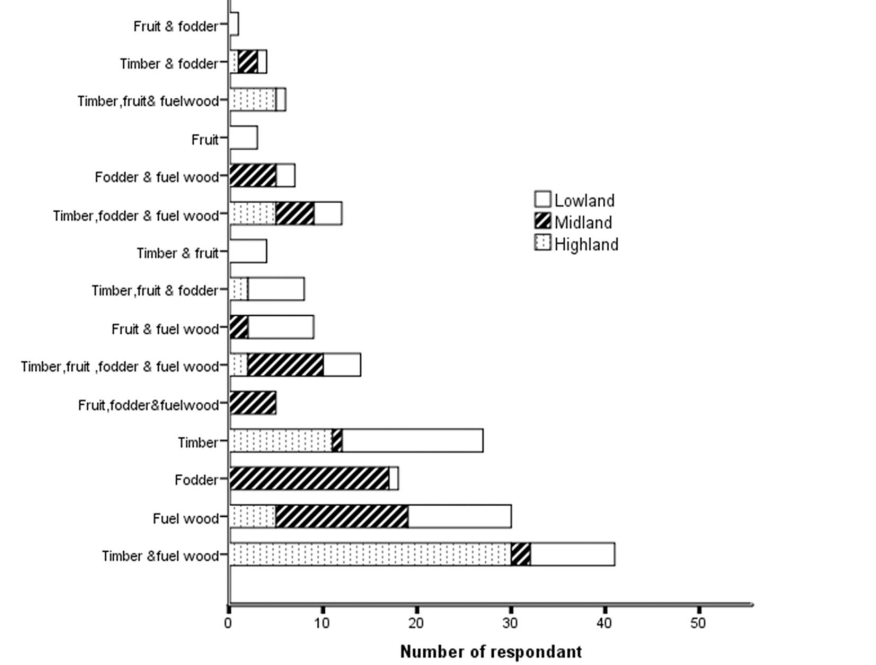 Fruit & fodder
Timber & fodder
Timber,fruit& fuelwood
Fruit
Fodder & fuel wood
Timber,fodder & fuel wood
Timber & fruit
Timber,fruit & fodder
Fruit & fuel wood
Timber,fruit ,fodder & fuel wood
Fruit,fodder&fuelwood
Timber
Fodder
Fuel wood
Timber &fuel wood
Lowland
Midland
Highland
0 10 20 30 40 50
Number of respondant